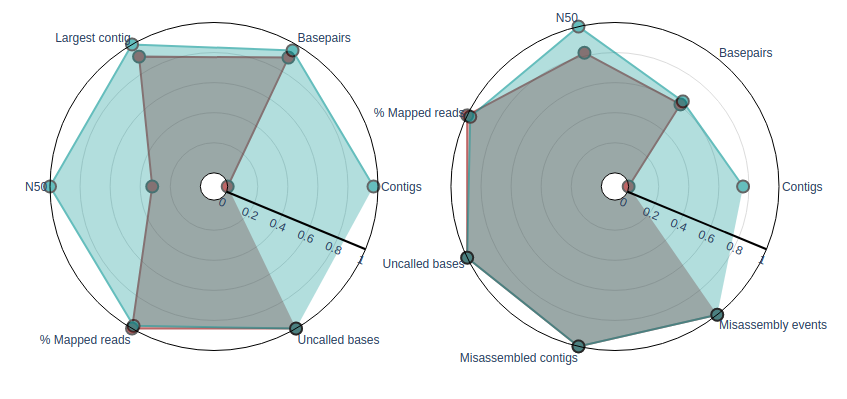 Largest contig
Basepairs
N50
Contigs
0
0.2
0.4
0.6
0.8
1
% Mapped reads
Uncalled bases
N50
Basepairs
% Mapped reads
Contigs
0
0.2
0.4
0.6
0.8
1
Uncalled bases
Misassembly events
Misassembled contigs